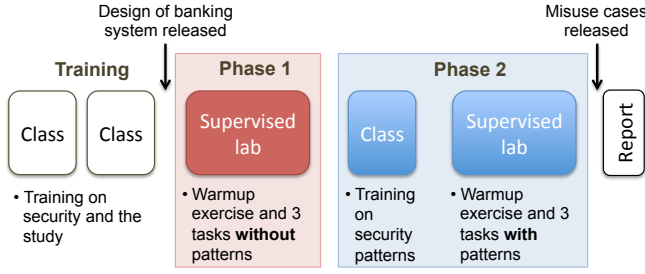 Design of banking
system released
Misuse cases
released
Training
Phase 1
Phase 2
Class
Class
Supervised
lab
Class
Supervised
lab
Report
• Training on
security and the
study
• Warmup
exercise and 3
tasks without
patterns
• Training
on
security
patterns
• Warmup
exercise and 3
tasks with
patterns